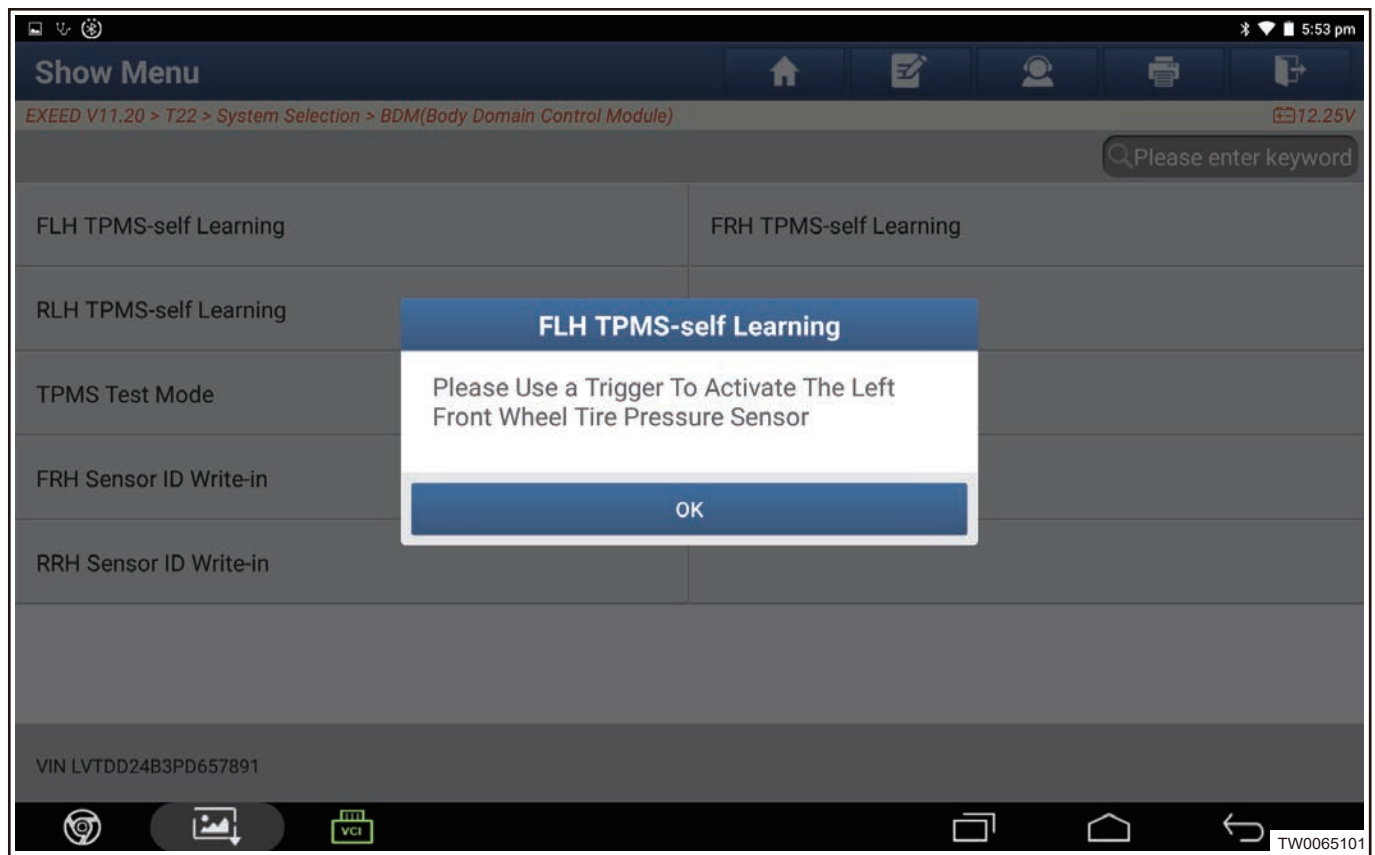 5:53 pm
Show Menu
EXEED V11.20 > T22 > System Selection > BDM(Body Domain Control Module)
12.25V
Please enter keyword
FLH TPMS-self Learning
FRH TPMS-self Learning
RLH TPMS-self Learning
FLH TPMS-self Learning
Please Use a Trigger To Activate The Left
Front Wheel Tire Pressure Sensor
OK
TPMS Test Mode
FRH Sensor ID Write-in
RRH Sensor ID Write-in
VIN LVTDD24B3PD657891
VCI
TW0065101